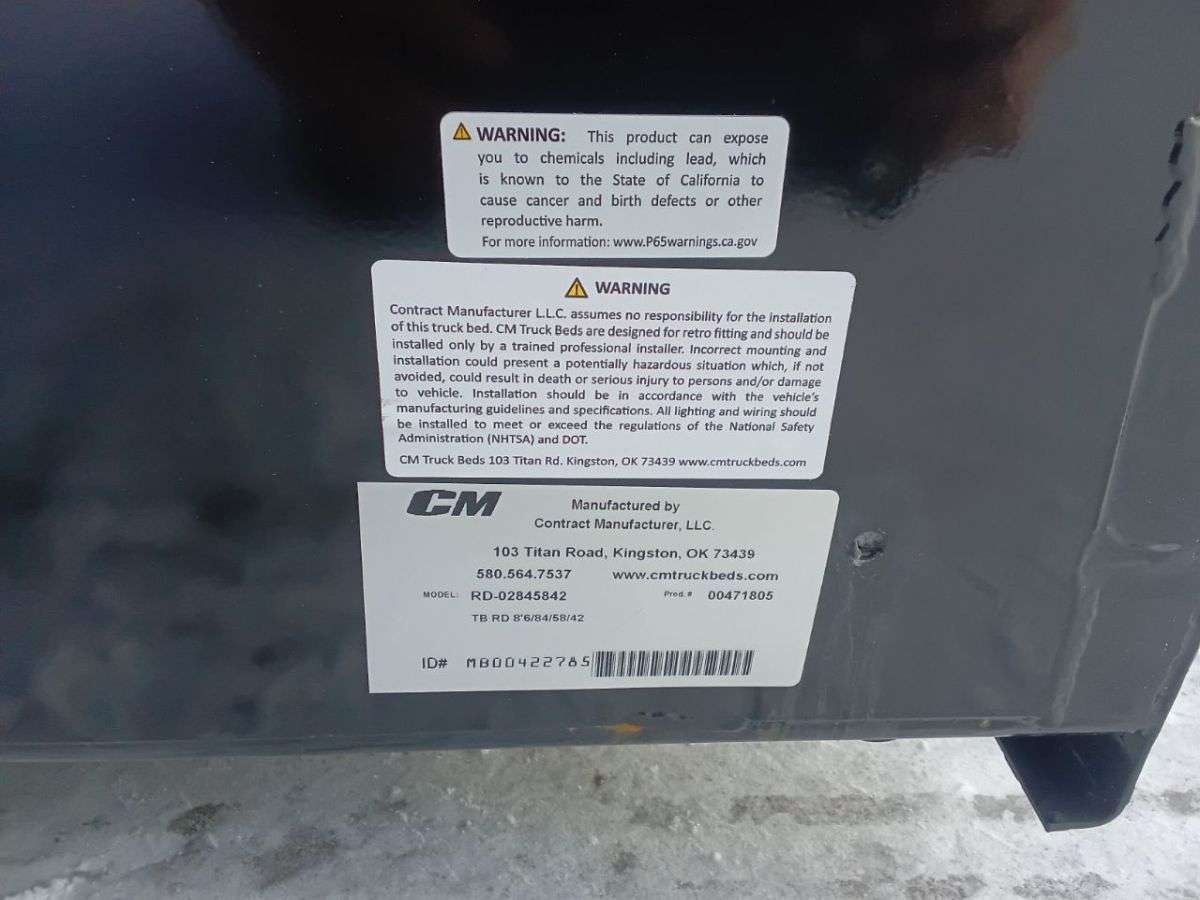 WARNING: This product can expose
you to chemicals including lead, which
is known to the State of California to
cause cancer and birth defects or other
reproductive harm.
For more information: www.P65warnings.ca.gov
WARNING
Contract Manufacturer L.L.C. assumes no responsibility for the installation
of this truck bed. CM Truck Beds are designed for retro fitting and should be
installed only by a trained professional installer. Incorrect mounting and
installation could present a potentially hazardous situation which, if not
avoided, could result in death or serious injury to persons and/or damage
to vehicle. Installation should be in accordance with the vehicle's
manufacturing guidelines and specifications. All lighting and wiring should
be installed to meet or exceed the regulations of the National Safety
Administration (NHTSA) and DOT.
CM Truck Beds 103 Titan Rd. Kingston, OK 73439 www.cmtruckbeds.com
CM Manufactured by
Contract Manufacturer, LLC.
103 Titan Road, Kingston, OK 73439
580.564.7537 www.cmtruckbeds.com
MODEL: RD-02845842 Prod. # 00471805
TB RD 8'6/84/58/42
ID# MB00422785